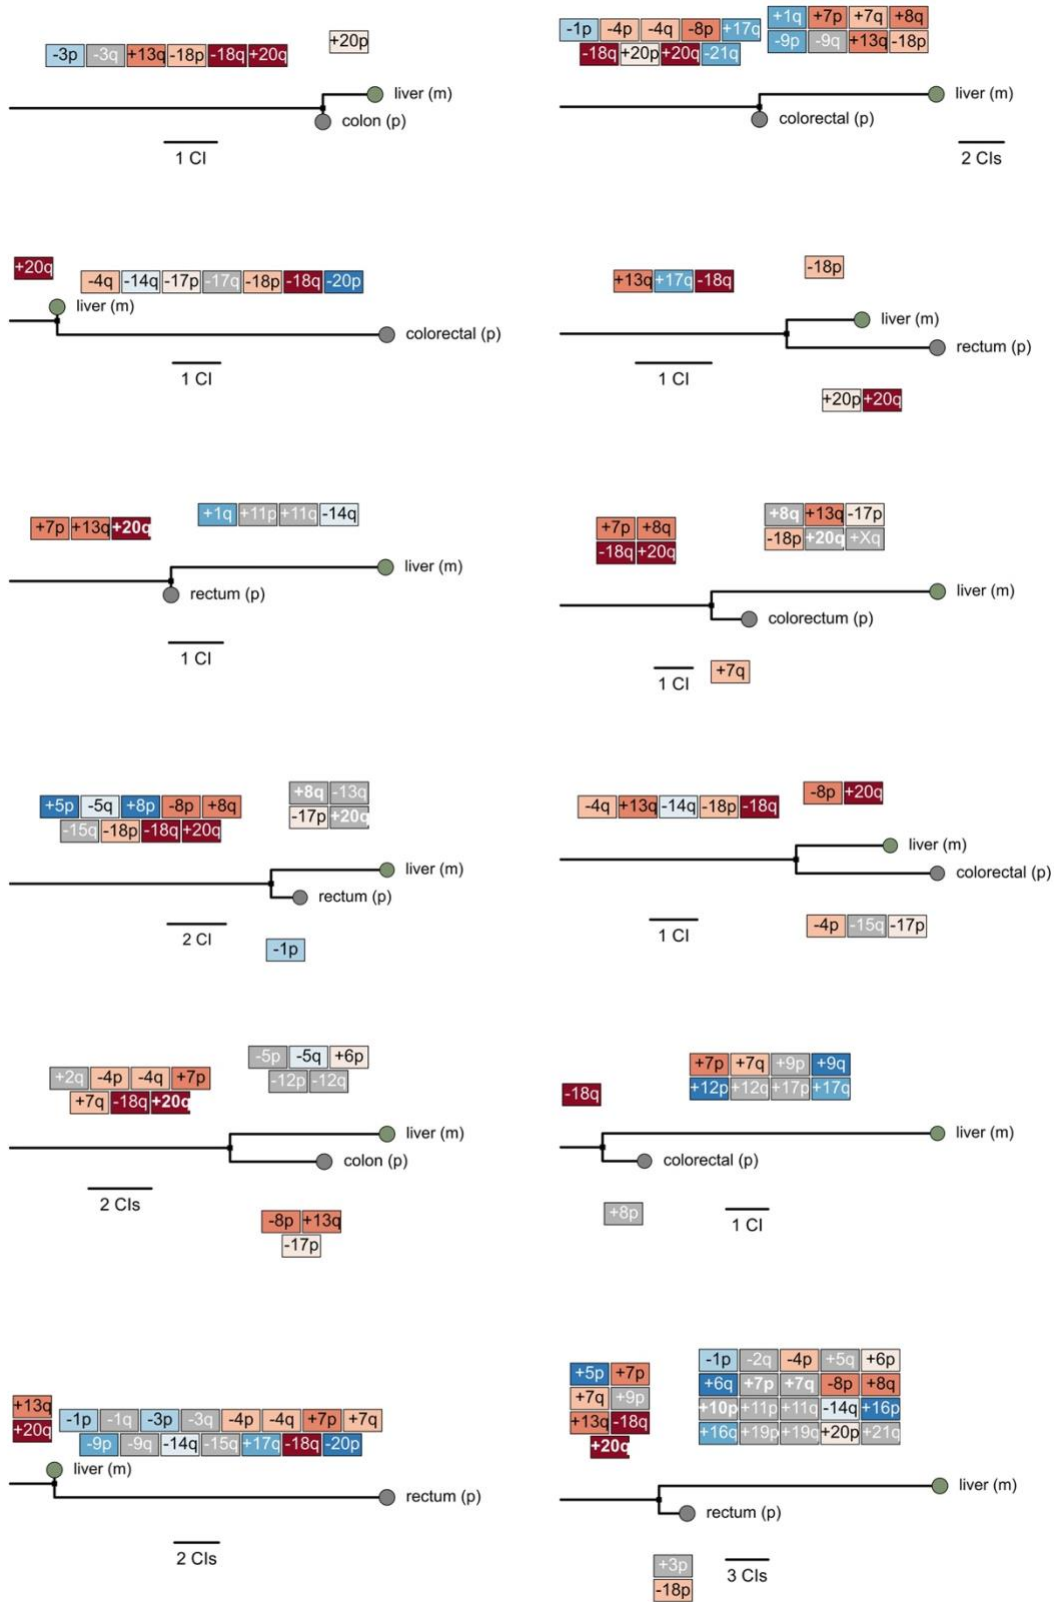 -3p -3q +13q -18p -18q +20q
+20p
liver (m)
colon (p)
1 CI
-1p -4p -4q -8p +17q
-18q +20p +20q -21q
+1q +7p +7q +8q
-9p -9q +13q -18p
liver (m)
colorectal (p)
2 CIs
+20q
-4q -14q -17p -17q -18p -18q -20p
liver (m)
colorectal (p)
1 CI
+13q +17q -18q
-18p
liver (m)
rectum (p)
1 CI
+20p +20q
+7p +13q +20q
+1q +11p +11q -14q
liver (m)
rectum (p)
1 CI
+7p +8q
-18q +20q
+8q +13q -17p
-18p +20q +Xq
liver (m)
colorectum (p)
1 CI
+7q
+5p -5q +8p -8p +8q
-15q -18p -18q +20q
+8q -13q
-17p +20q
liver (m)
rectum (p)
2 CI
-1p
-4q +13q -14q -18p -18q
-8p +20q
liver (m)
colorectal (p)
1 CI
-4p -15q -17p
+2q -4p -4q +7p
+7q -18q +20q
-5p -5q +6p
-12p -12q
liver (m)
colon (p)
2 CIs
-8p +13q
-17p
-18q
+7p +7q +9p +9q
+12p +12q +17p +17q
liver (m)
colorectal (p)
+8p
1 CI
+13q
+20q
-1p -1q -3p -3q -4p -4q +7p +7q
-9p -9q -14q -15q +17q -18q -20p
liver (m)
rectum (p)
2 CIs
+5p +7p
+7q +9p
+13q -18q
+20q
-1p -2q -4p +5q +6p
+6q +7p +7q -8p +8q
+10p +11p +11q -14q +16p
+16q +19p +19q +20p +21q
liver (m)
rectum (p)
+3p
-18p
3 CIs